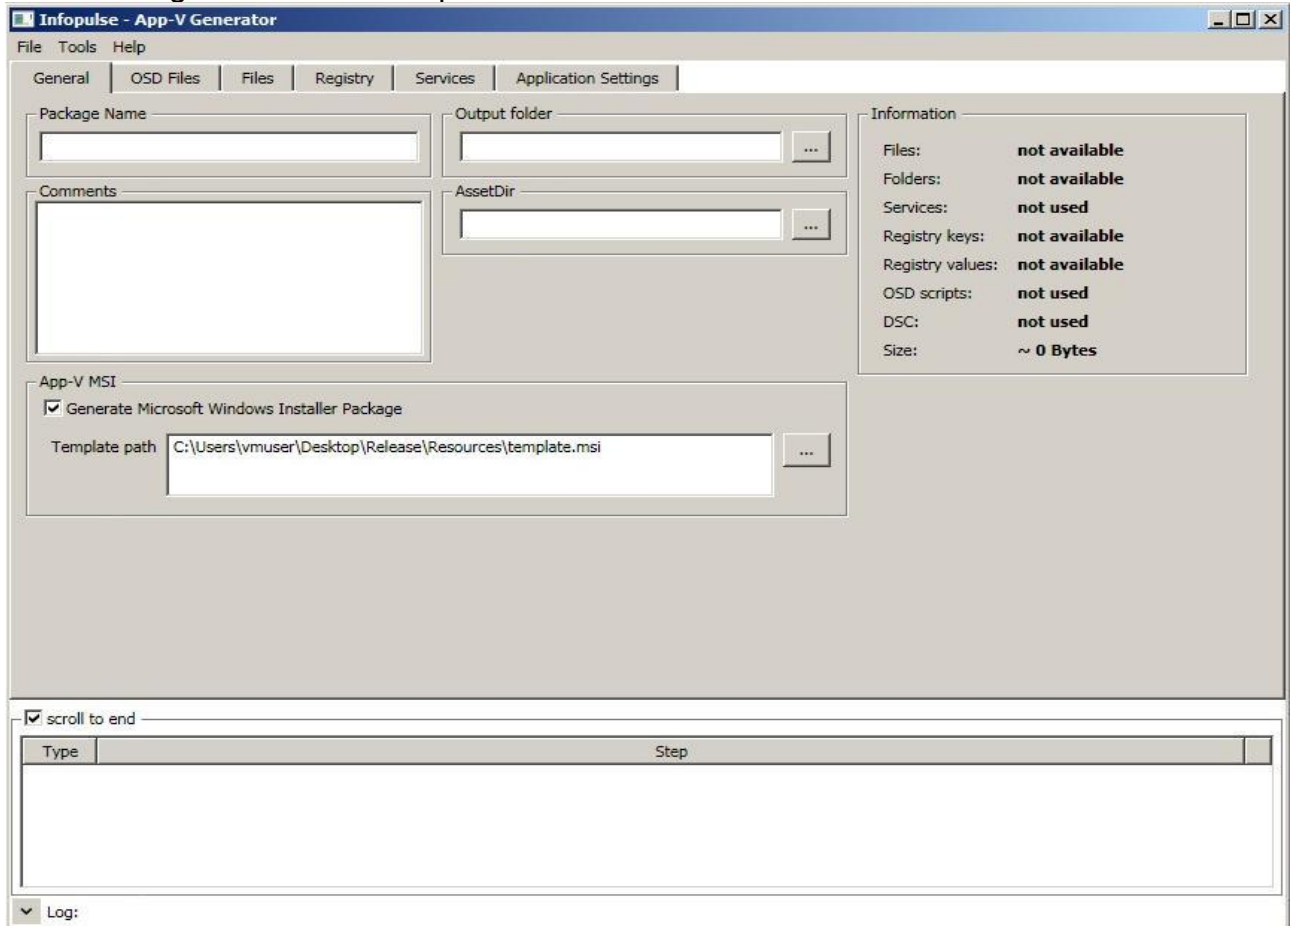 Infopulse - App-V Generator
File Tools Help
General OSD Files Files Registry Services Application Settings
Package Name
Output folder
...
Information
Files: not available
Folders: not available
Services: not used
Registry keys: not available
Registry values: not available
OSD scripts: not used
DSC: not used
Size: ~ 0 Bytes
Comments
AssetDir
...
App-V MSI
Generate Microsoft Windows Installer Package
Template path C:\Users\vmuser\Desktop\Release\Resources\template.msi ...
scroll to end
Type Step
Log: